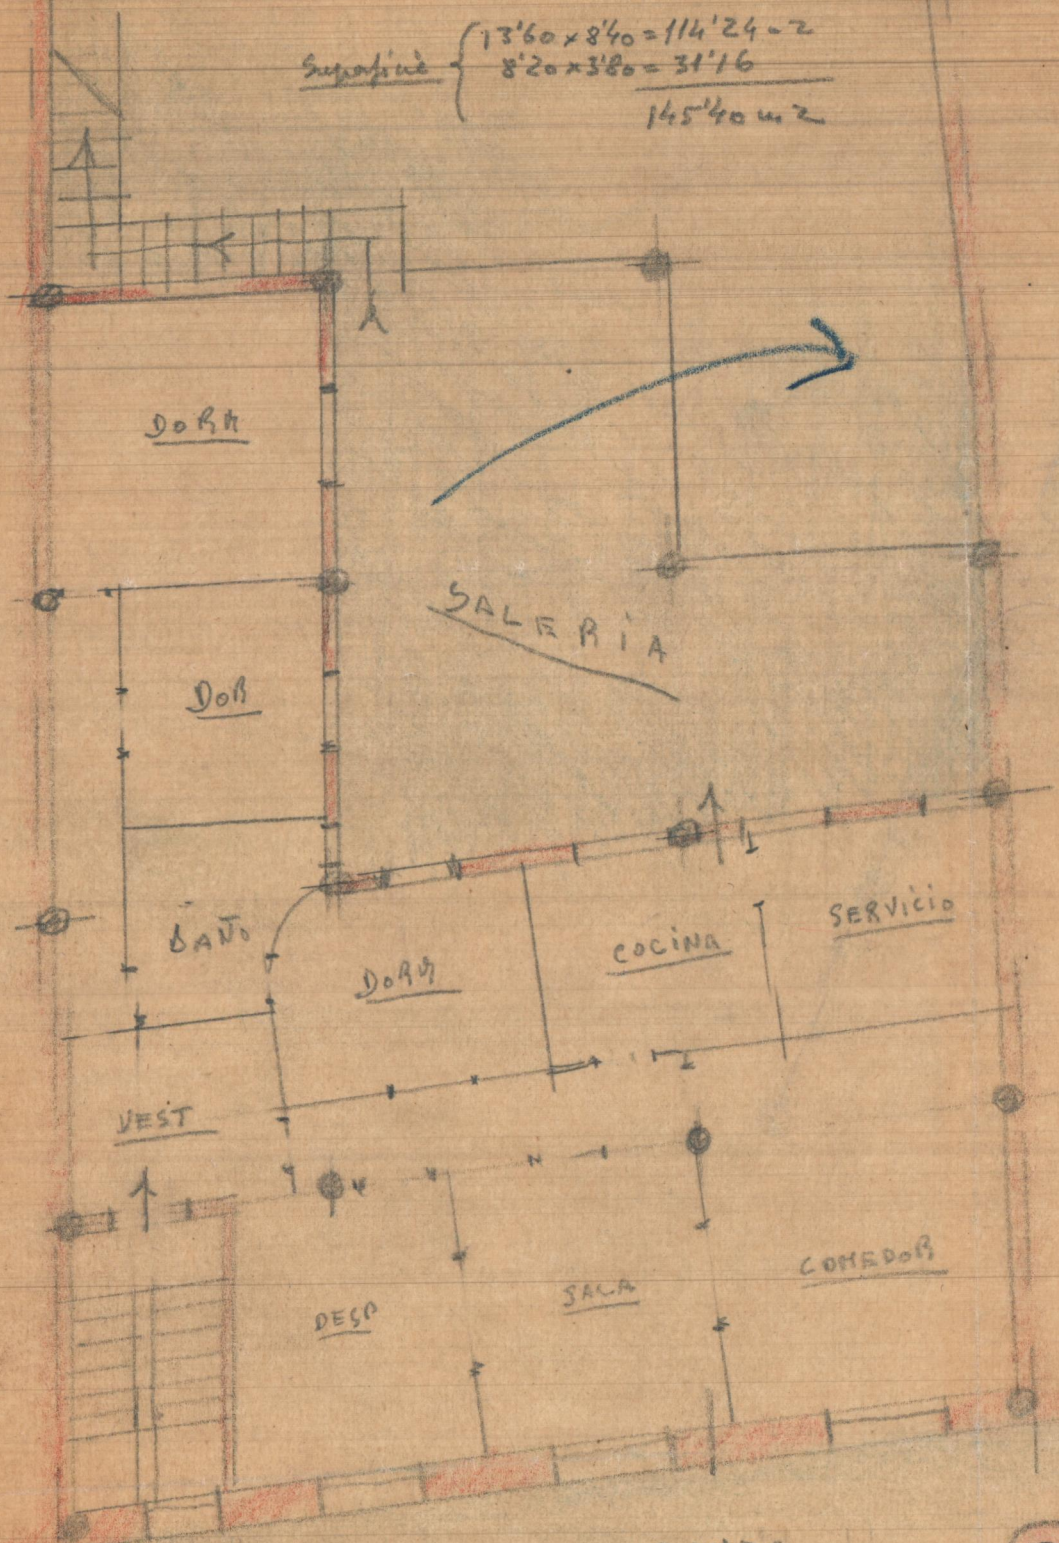 Superficie { 13'60 x 8'40 = 114'24 m2
8'20 x 3'80 = 31'16
145'40 m2
DORM
DOR
GALERIA
BAÑO
DORM
COCINA
SERVICIO
VEST
DESP
SALA
COMEDOR